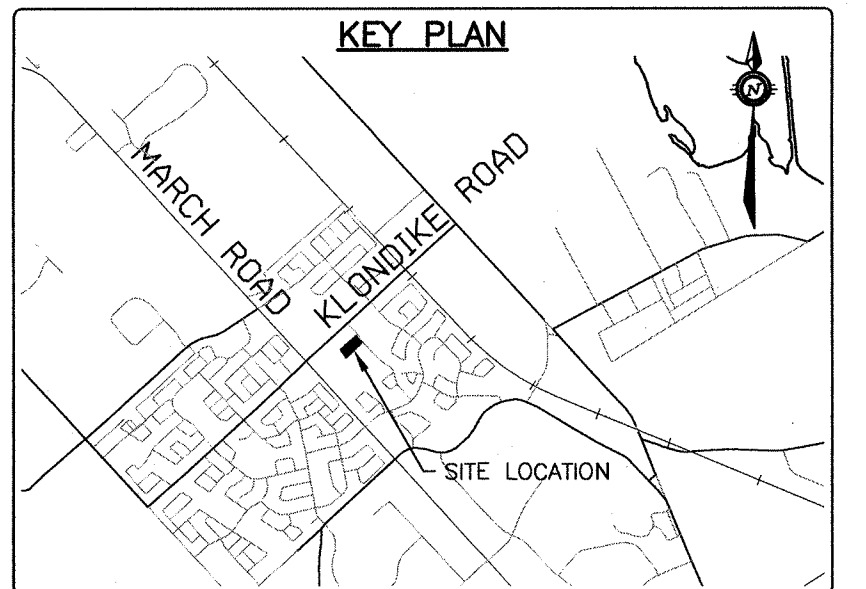 KEY PLAN
N
MARCH ROAD
KLONDIKE ROAD
SITE LOCATION